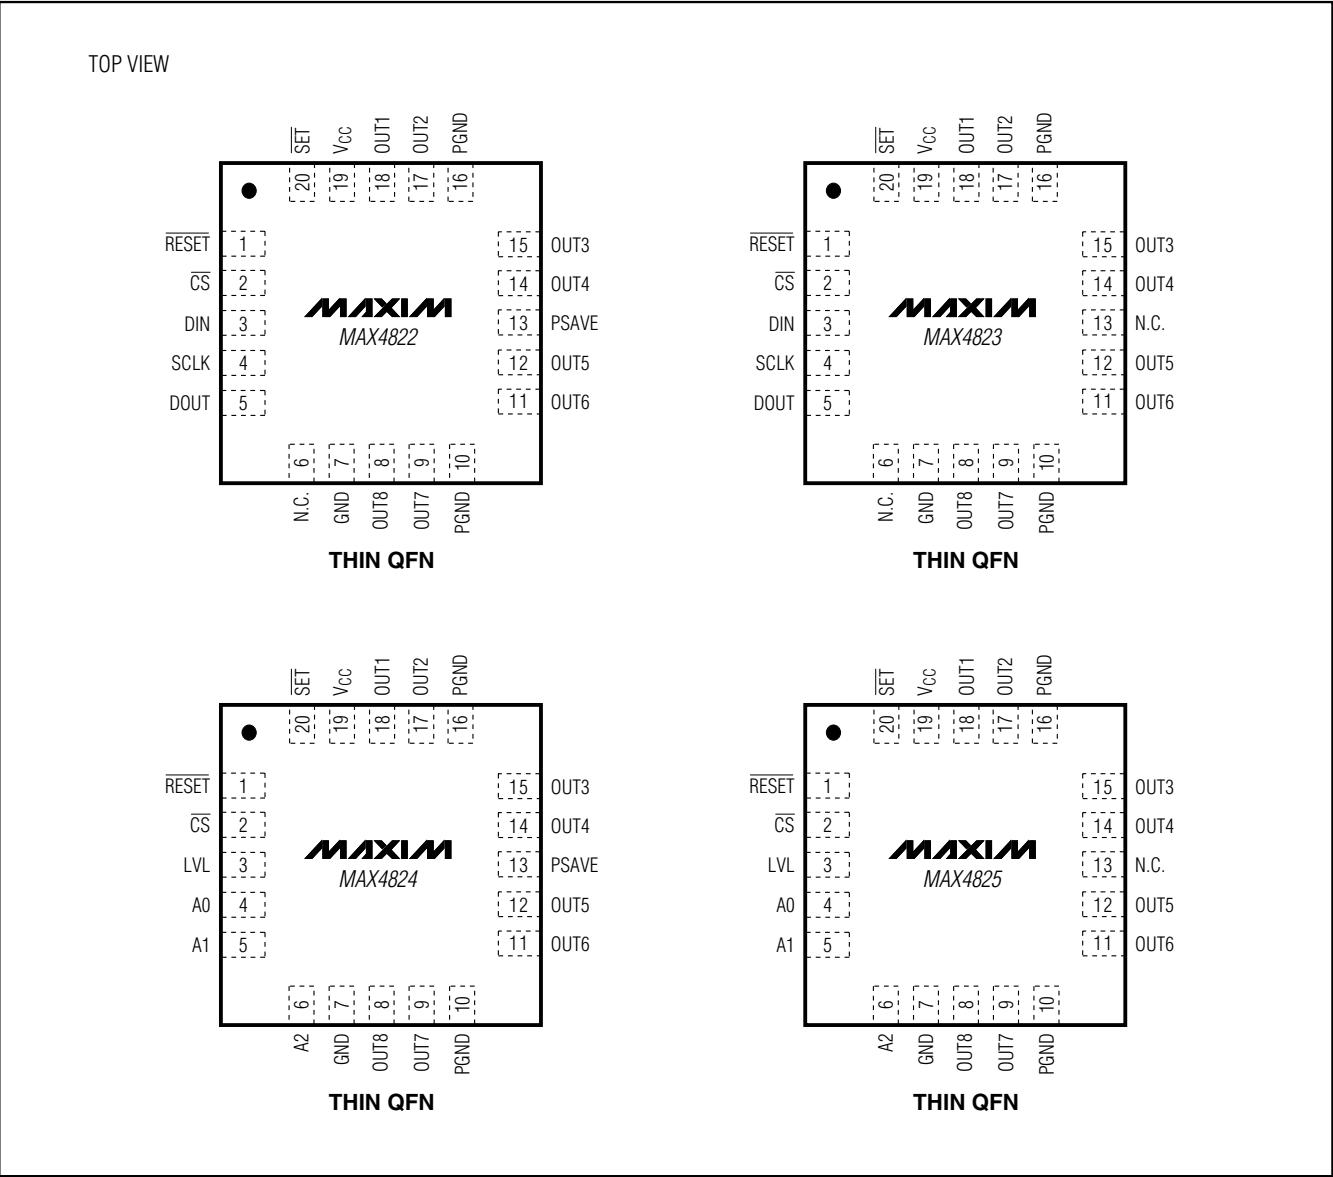 TOP VIEW
SET VCC OUT1 OUT2 PGND
20 19 18 17 16
RESET 1 15 OUT3
CS 2 14 OUT4
DIN 3 MAXIM 13 PSAVE
MAX4822
SCLK 4 12 OUT5
DOUT 5 11 OUT6
6 7 8 9 10
N.C. GND OUT8 OUT7 PGND
THIN QFN
SET VCC OUT1 OUT2 PGND
20 19 18 17 16
RESET 1 15 OUT3
CS 2 14 OUT4
DIN 3 MAXIM 13 N.C.
MAX4823
SCLK 4 12 OUT5
DOUT 5 11 OUT6
6 7 8 9 10
N.C. GND OUT8 OUT7 PGND
THIN QFN
SET VCC OUT1 OUT2 PGND
20 19 18 17 16
RESET 1 15 OUT3
CS 2 14 OUT4
LVL 3 MAXIM 13 PSAVE
MAX4824
A0 4 12 OUT5
A1 5 11 OUT6
6 7 8 9 10
A2 GND OUT8 OUT7 PGND
THIN QFN
SET VCC OUT1 OUT2 PGND
20 19 18 17 16
RESET 1 15 OUT3
CS 2 14 OUT4
LVL 3 MAXIM 13 N.C.
MAX4825
A0 4 12 OUT5
A1 5 11 OUT6
6 7 8 9 10
A2 GND OUT8 OUT7 PGND
THIN QFN